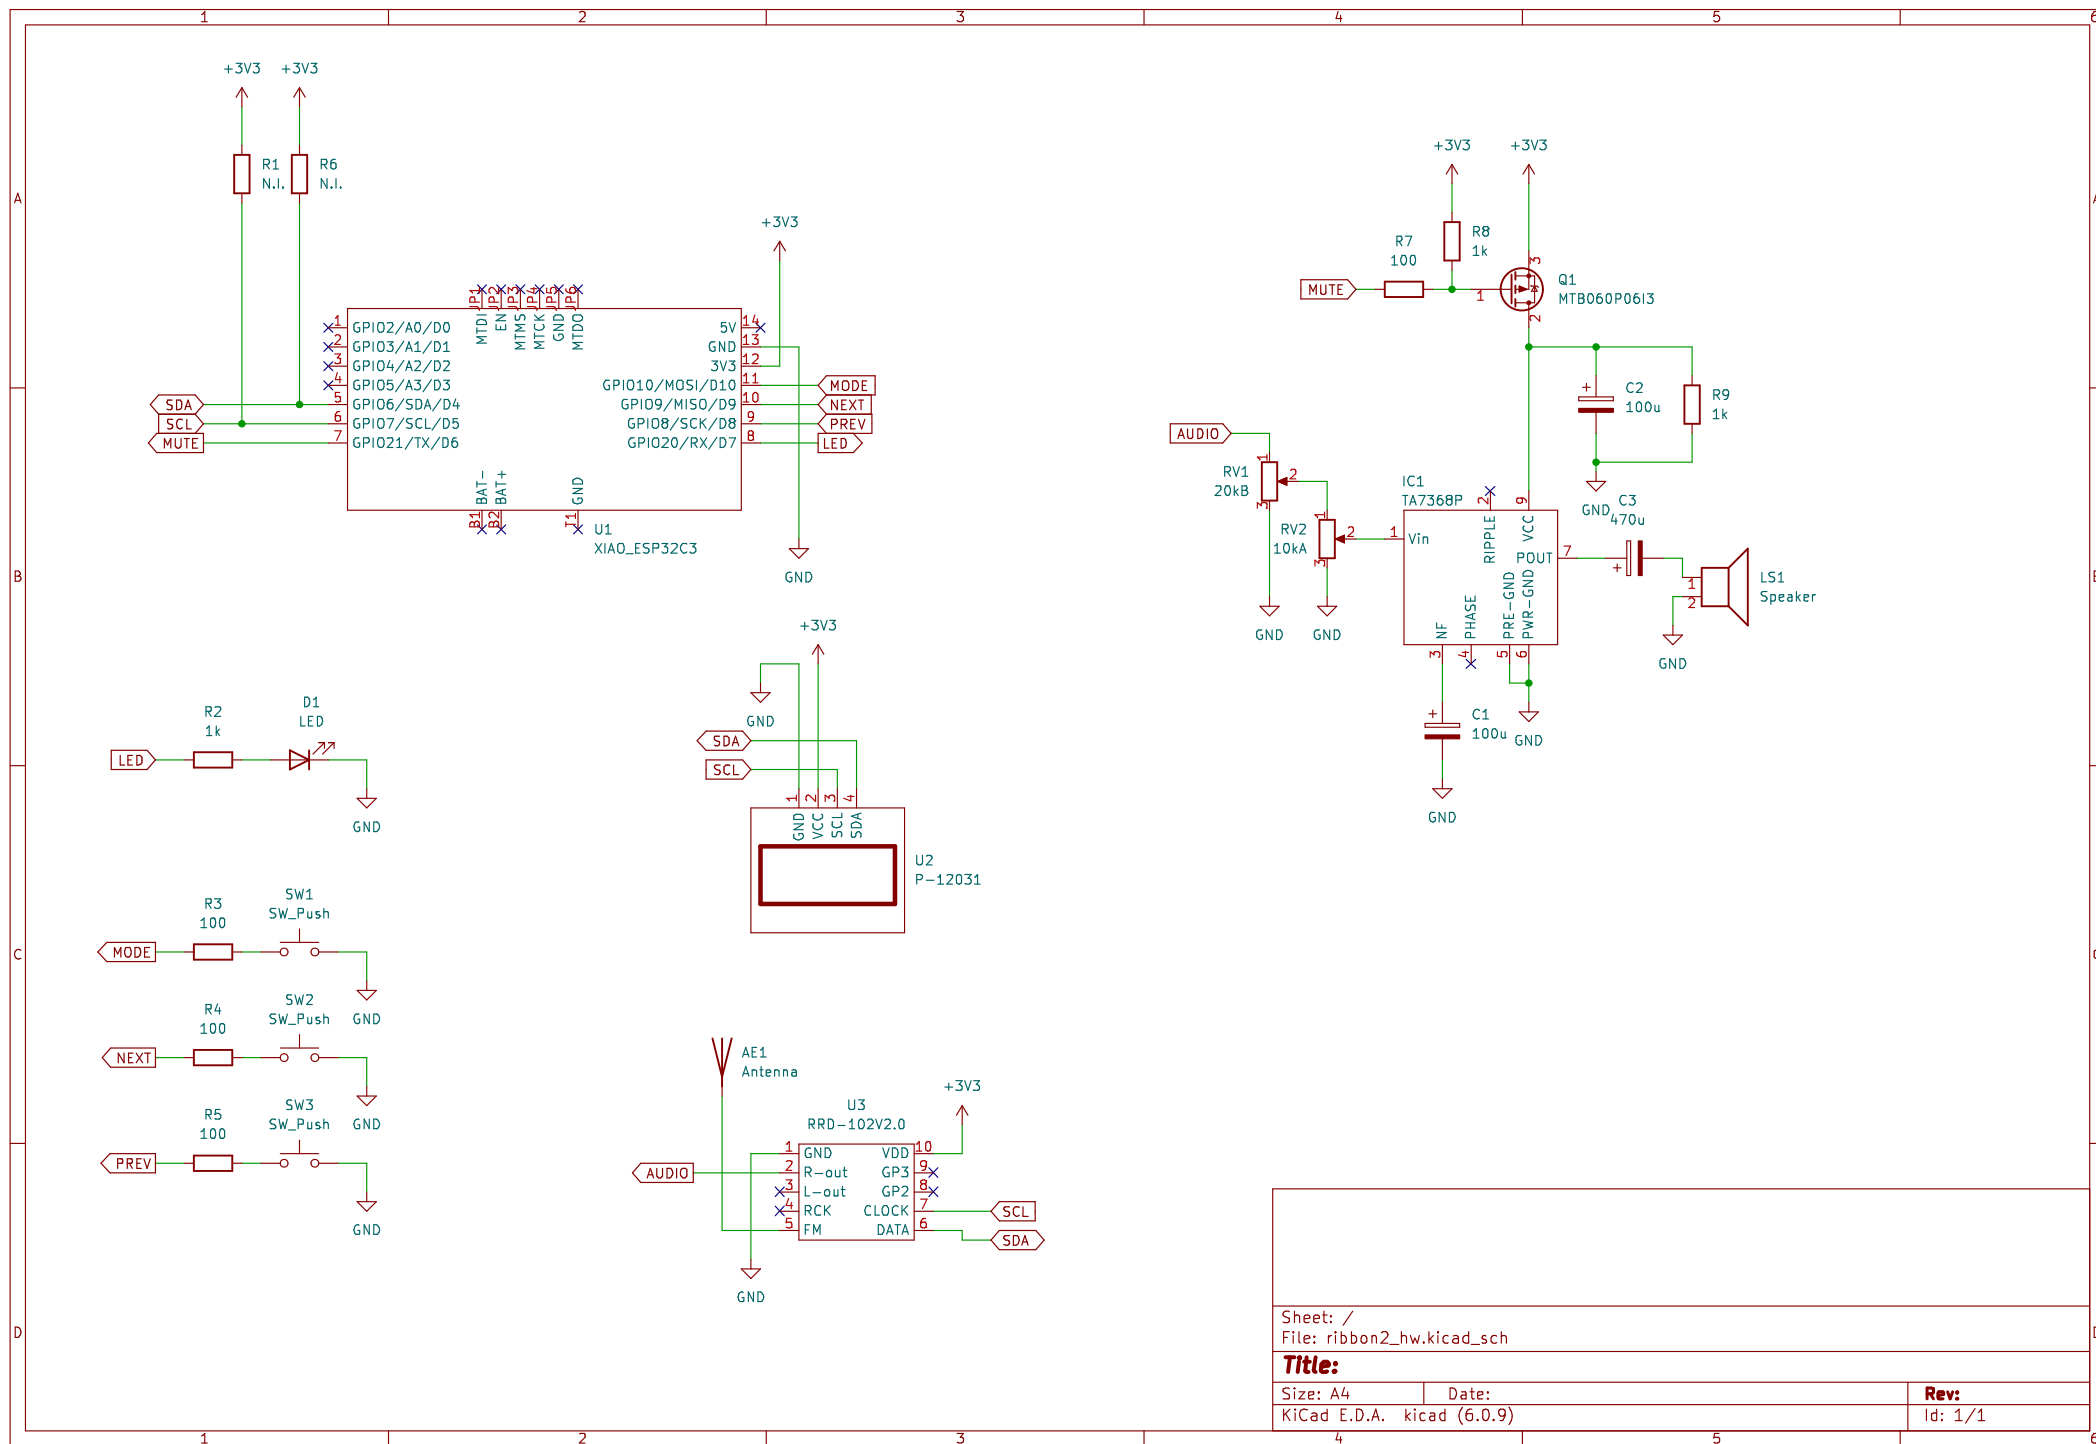 1 2 3 4 5 6
A
B
C
D
+3V3 +3V3
R1
N.I.
R6
N.I.
SDA
SCL
MUTE
1 GPIO2/A0/D0
2 GPIO3/A1/D1
3 GPIO4/A2/D2
4 GPIO5/A3/D3
5 GPIO6/SDA/D4
6 GPIO7/SCL/D5
7 GPIO21/TX/D6
JP1 MTDI
JP2 EN
JP3 MTMS
JP4 MTCK
JP5 GND
JP6 MTDO
5V 14
GND 13
3V3 12
GPIO10/MOSI/D10 11
GPIO9/MISO/D9 10
GPIO8/SCK/D8 9
GPIO20/RX/D7 8
B1 BAT-
B2 BAT+
T1 GND
U1
XIAO_ESP32C3
+3V3
MODE
NEXT
PREV
LED
GND
+3V3
GND
SDA
SCL
1 GND
2 VCC
3 SCL
4 SDA
U2
P-12031
LED
R2
1k
D1
LED
GND
MODE
R3
100
SW1
SW_Push
GND
NEXT
R4
100
SW2
SW_Push
GND
PREV
R5
100
SW3
SW_Push
GND
AE1
Antenna
U3
RRD-102V2.0
+3V3
AUDIO
1 GND
2 R-out
3 L-out
4 RCK
5 FM
VDD 10
GP3 9
GP2 8
CLOCK 7
DATA 6
SCL
SDA
GND
+3V3 +3V3
MUTE
R7
100
R8
1k
1
3
2
Q1
MTB060P06I3
+
C2
100u
R9
1k
GND
AUDIO
RV1
20kB
1
2
3
GND
RV2
10kA
1
2
3
GND
IC1
TA7368P
1 Vin
2 RIPPLE
9 VCC
POUT 7
3 NF
4 PHASE
5 PRE-GND
6 PWR-GND
C3
470u
+
1
2
LS1
Speaker
GND
+
C1
100u
GND
GND
Sheet: /
File: ribbon2_hw.kicad_sch
Title:
Size: A4 Date: Rev:
KiCad E.D.A. kicad (6.0.9) Id: 1/1
1 2 3 4 5 6